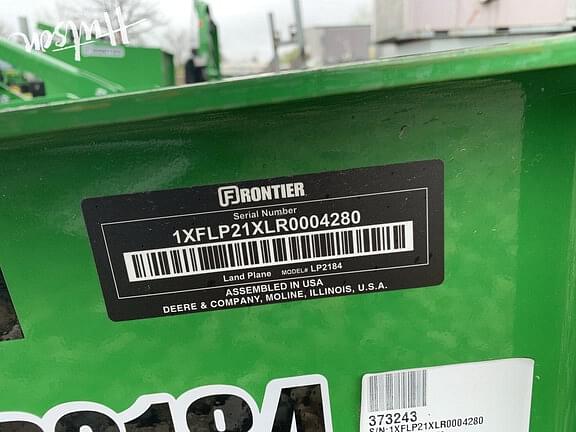 Hutson
FRONTIER
Serial Number
1XFLP21XLR0004280
Land Plane MODEL# LP2184
ASSEMBLED IN USA
DEERE & COMPANY, MOLINE, ILLINOIS, U.S.A.
373243
S/N:1XFLP21XLR0004280